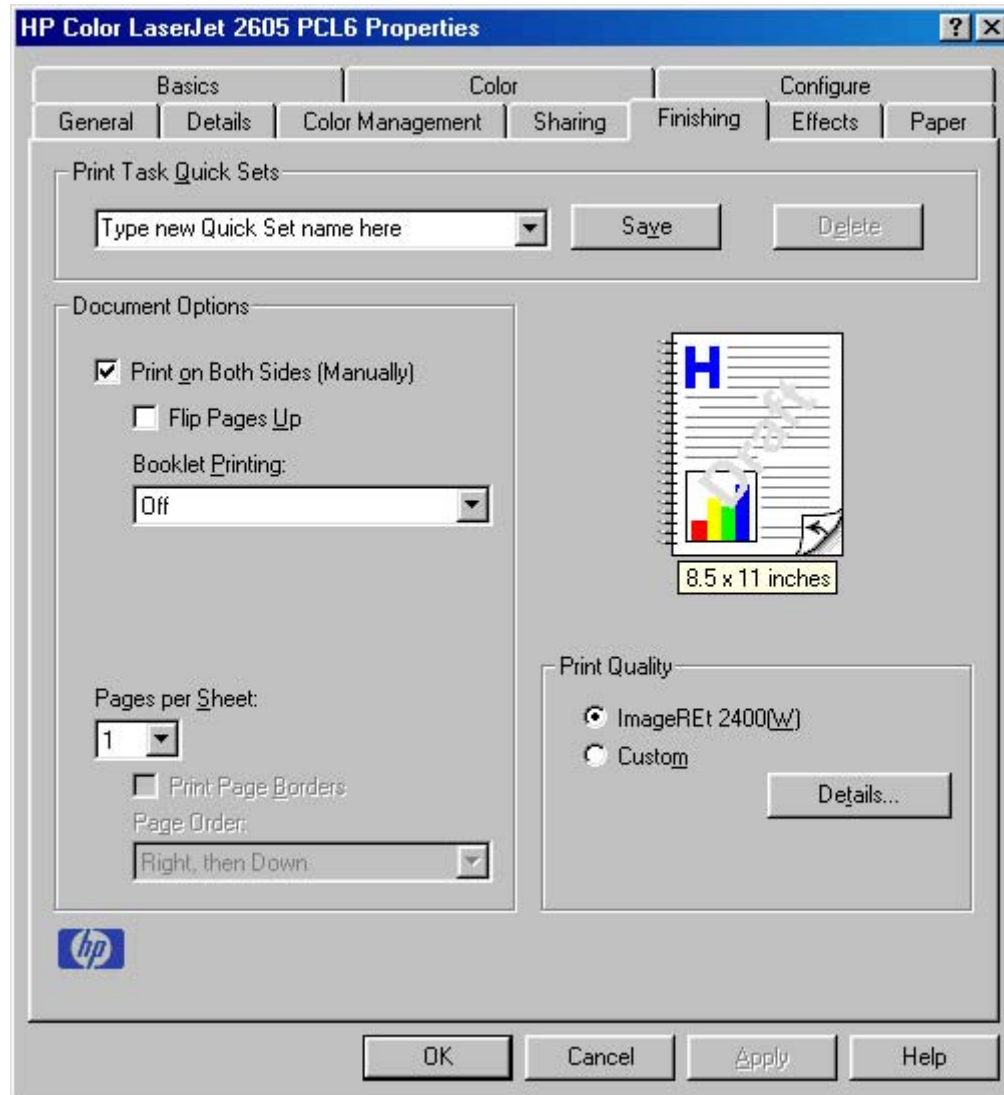 HP Color LaserJet 2605 PCL6 Properties
Basics Color Configure
General Details Color Management Sharing Finishing Effects Paper
Print Task Quick Sets
Type new Quick Set name here Save Delete
Document Options
Print on Both Sides (Manually)
Flip Pages Up
Booklet Printing:
Off
H
Draft
8.5 x 11 inches
Pages per Sheet:
1
Print Page Borders
Page Order:
Right, then Down
Print Quality
ImageREt 2400(W)
Custom
Details...
hp
OK Cancel Apply Help